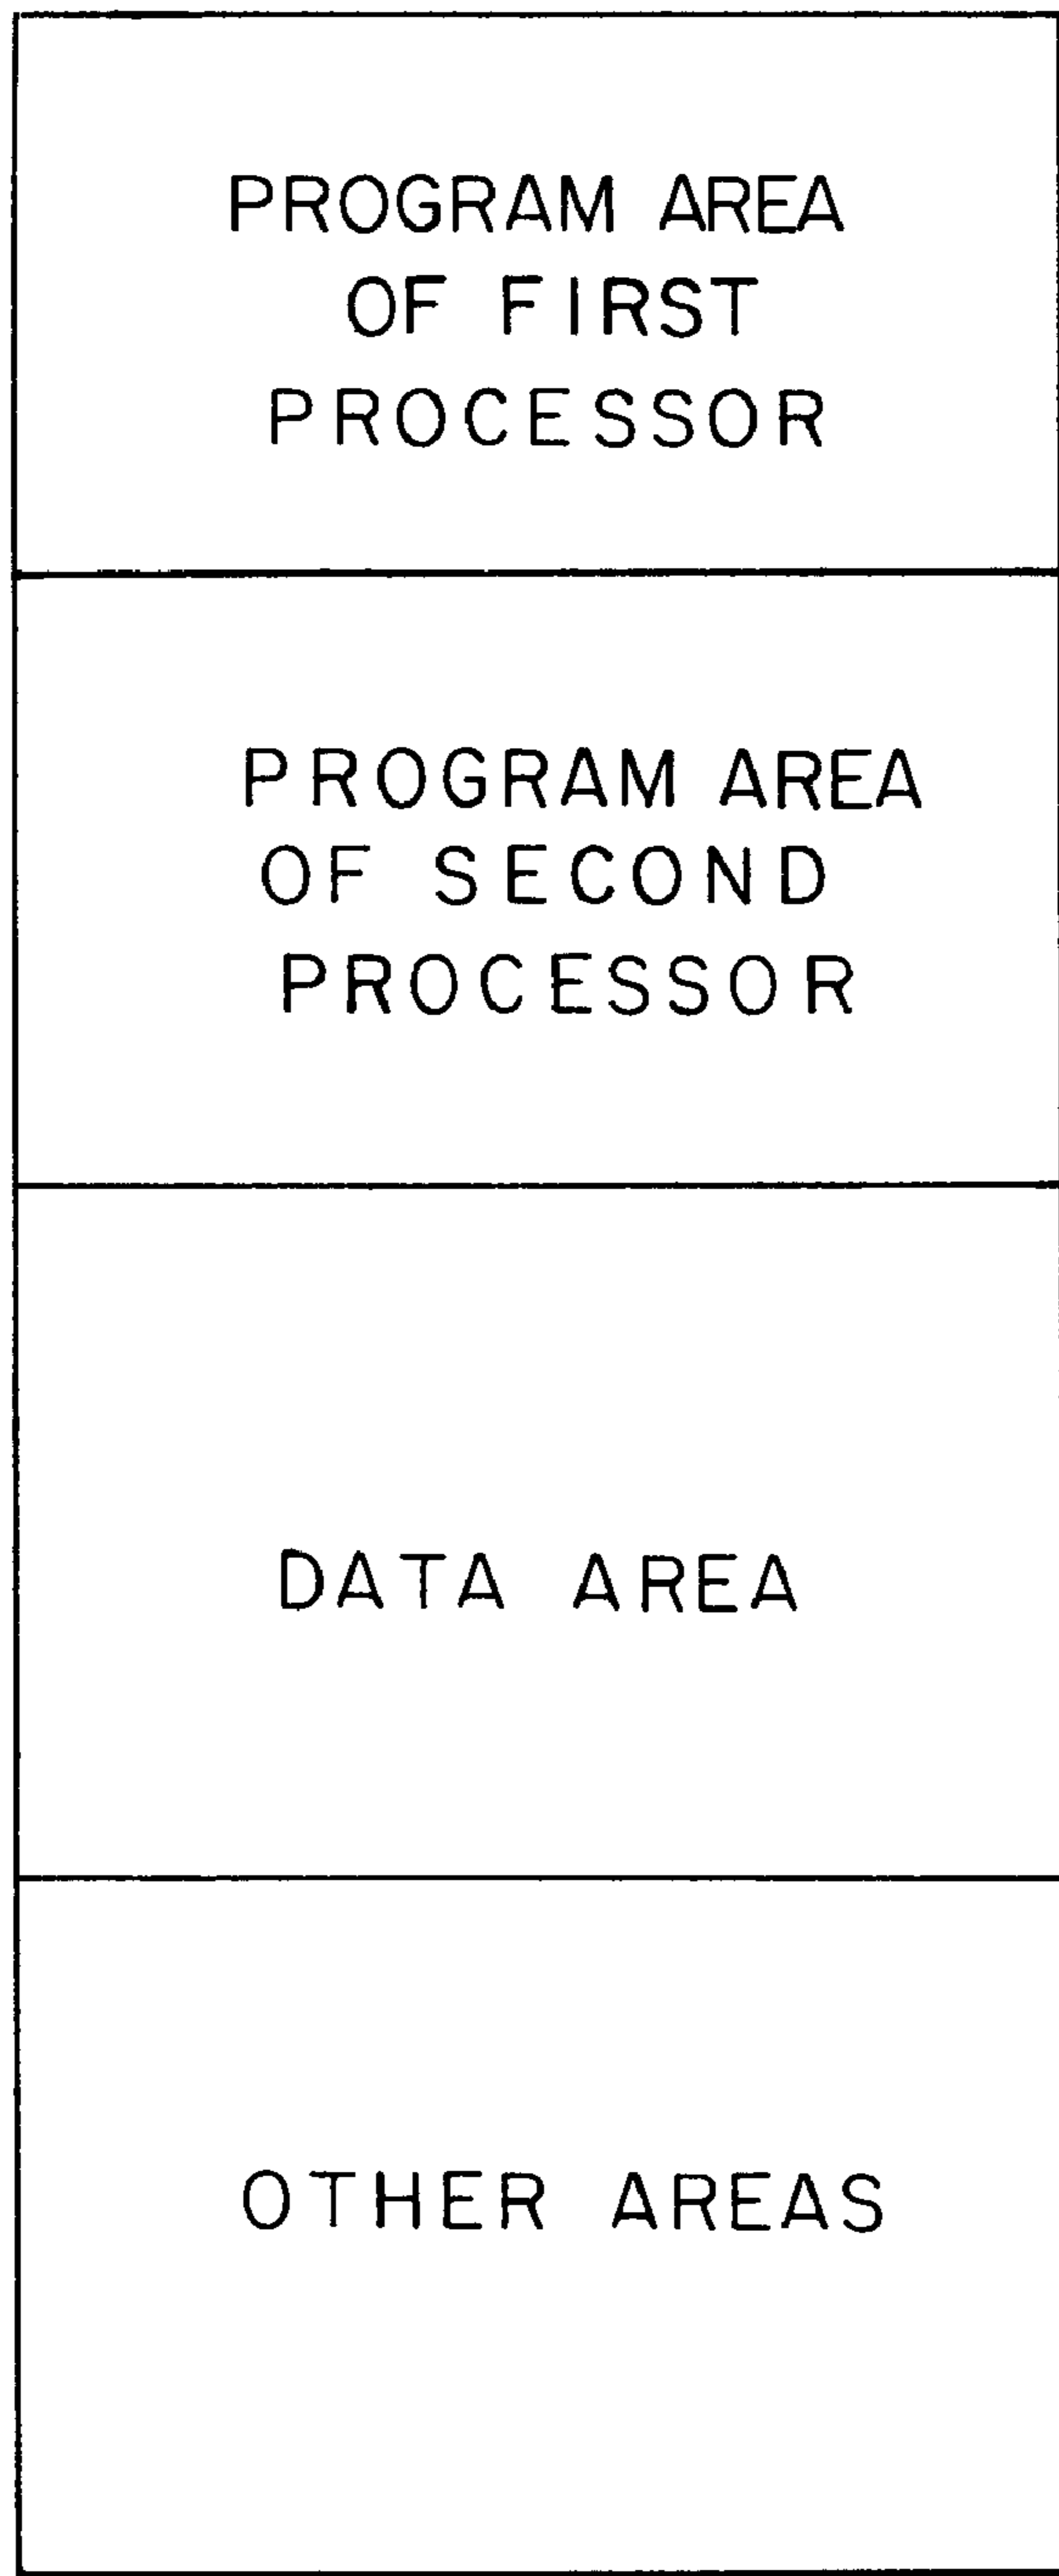 PROGRAM AREA
OF FIRST
PROCESSOR
PROGRAM AREA
OF SECOND
PROCESSOR
DATA AREA
OTHER AREAS